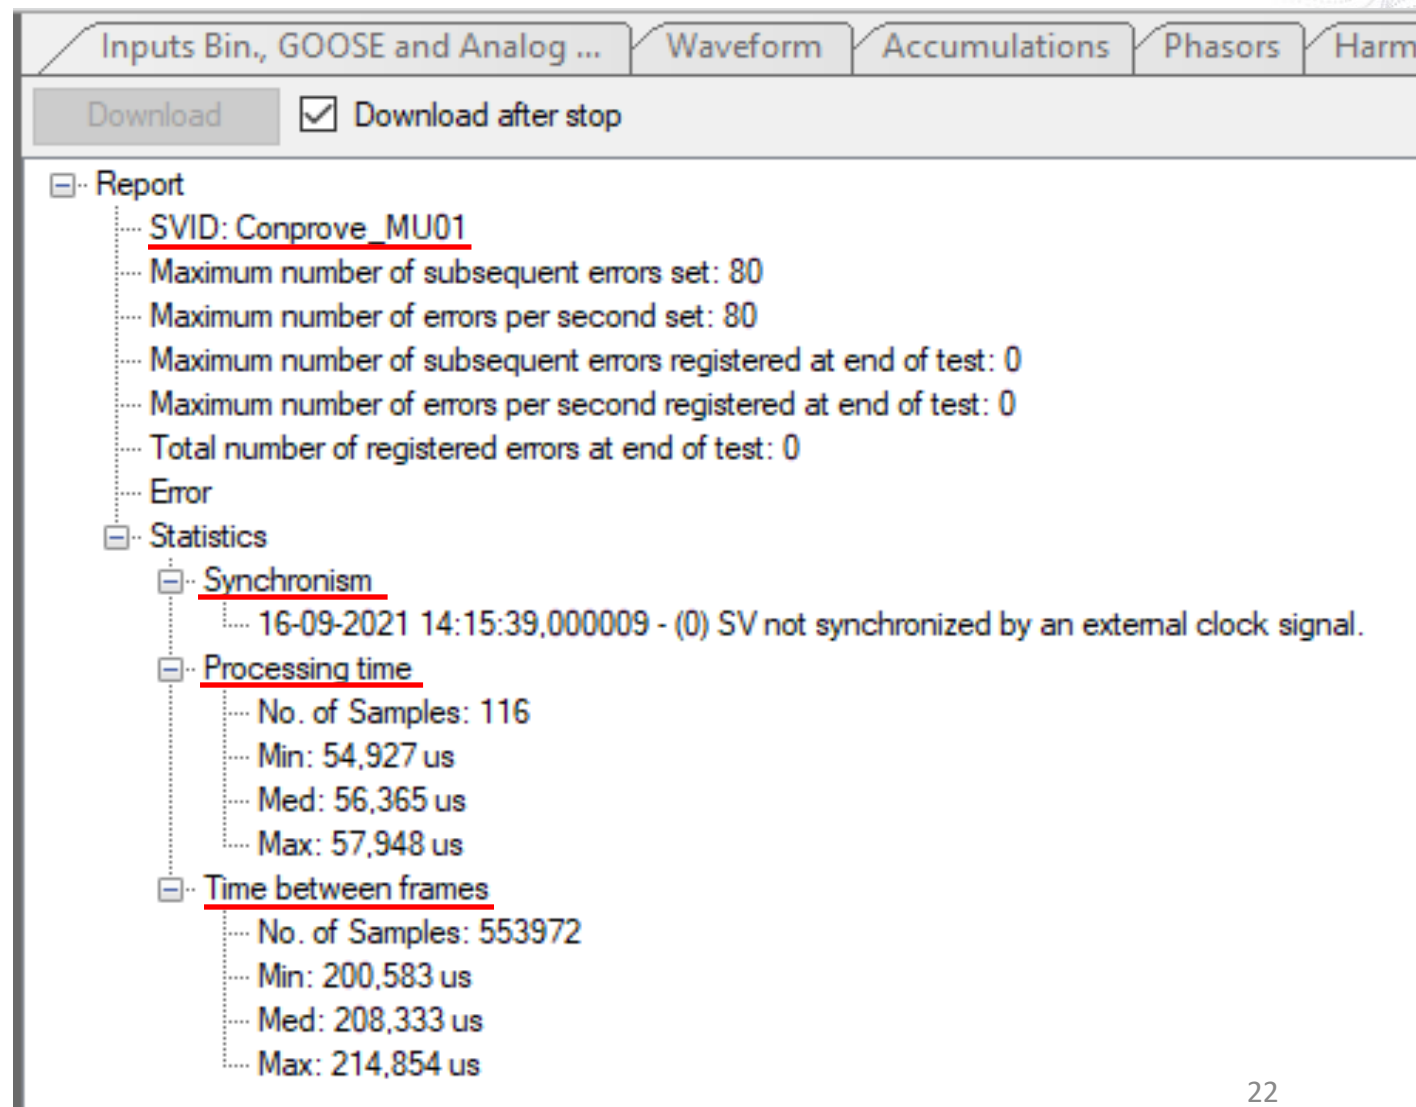 Inputs Bin., GOOSE and Analog ... Waveform Accumulations Phasors Harm
Download Download after stop
Report
SVID: Conprove_MU01
Maximum number of subsequent errors set: 80
Maximum number of errors per second set: 80
Maximum number of subsequent errors registered at end of test: 0
Maximum number of errors per second registered at end of test: 0
Total number of registered errors at end of test: 0
Error
Statistics
Synchronism
16-09-2021 14:15:39,000009 - (0) SV not synchronized by an external clock signal.
Processing time
No. of Samples: 116
Min: 54,927 us
Med: 56,365 us
Max: 57,948 us
Time between frames
No. of Samples: 553972
Min: 200,583 us
Med: 208,333 us
Max: 214,854 us
22